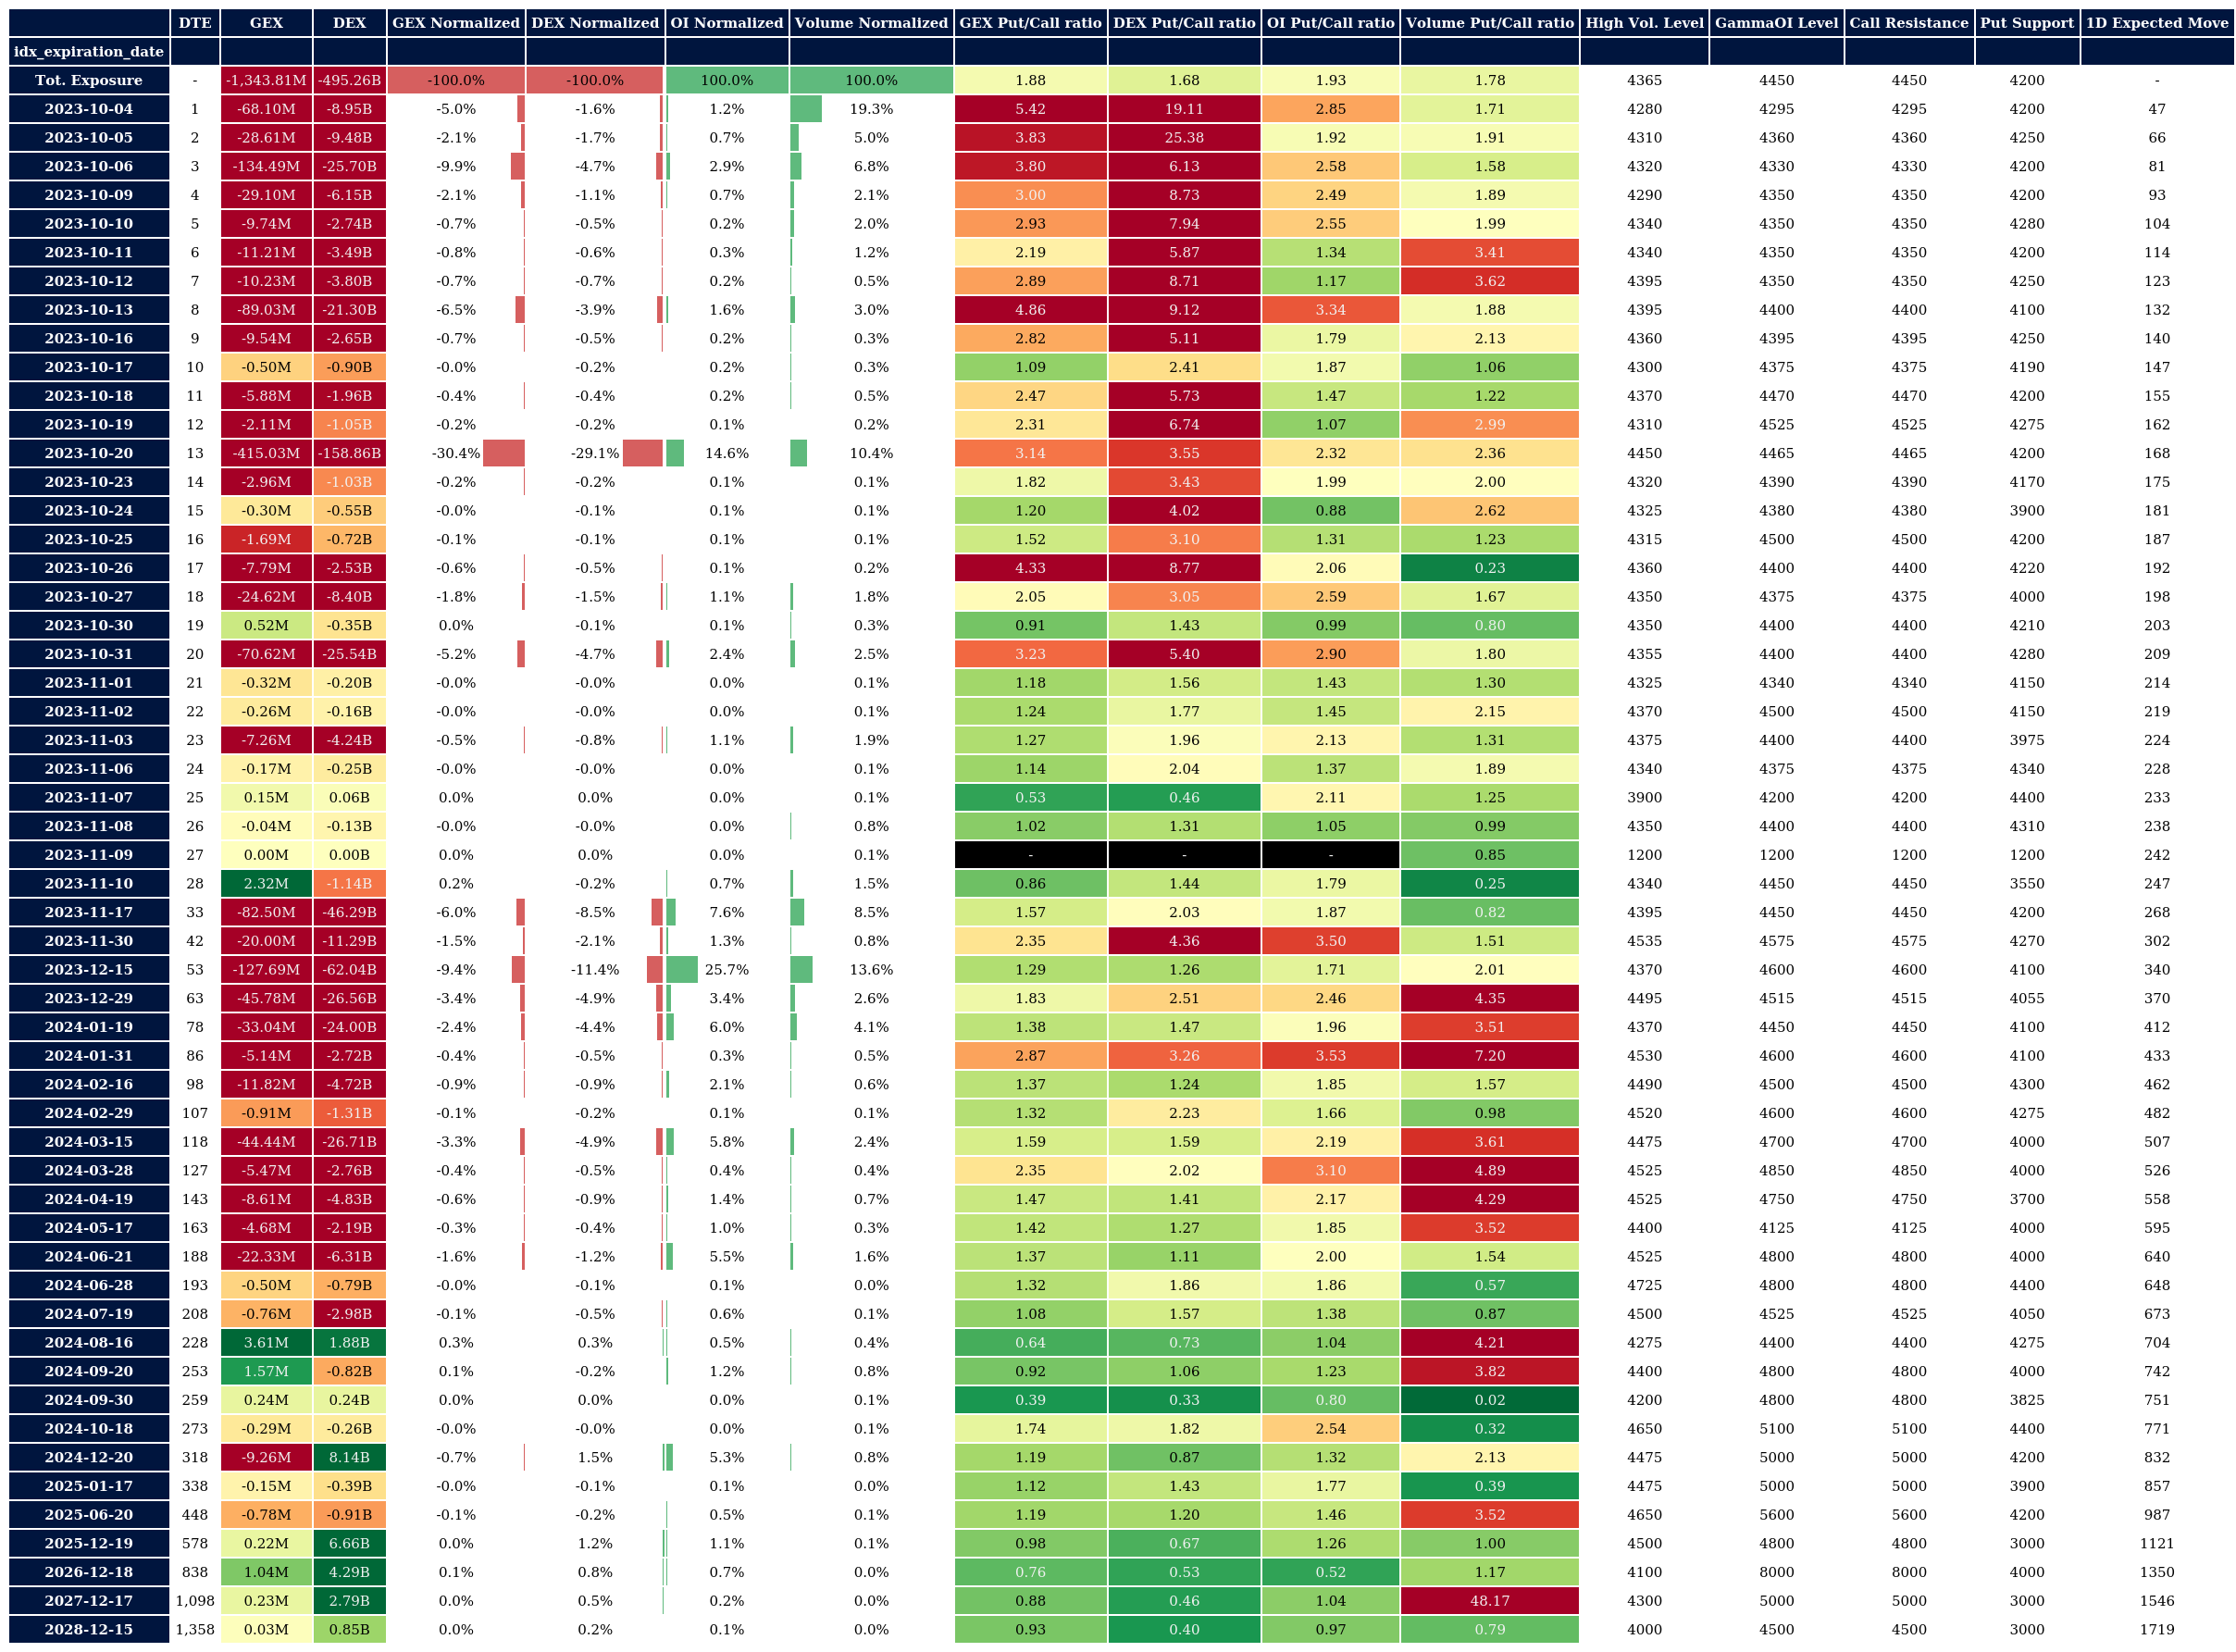 DTE GEX DEX GEX Normalized DEX Normalized OI Normalized Volume Normalized GEX Put/Call ratio DEX Put/Call ratio OI Put/Call ratio Volume Put/Call ratio High Vol. Level GammaOI Level Call Resistance Put Support 1D Expected Move
idx_expiration_date
Tot. Exposure - -1,343.81M -495.26B -100.0% -100.0% 100.0% 100.0% 1.88 1.68 1.93 1.78 4365 4450 4450 4200 -
2023-10-04 1 -68.10M -8.95B -5.0% -1.6% 1.2% 19.3% 5.42 19.11 2.85 1.71 4280 4295 4295 4200 47
2023-10-05 2 -28.61M -9.48B -2.1% -1.7% 0.7% 5.0% 3.83 25.38 1.92 1.91 4310 4360 4360 4250 66
2023-10-06 3 -134.49M -25.70B -9.9% -4.7% 2.9% 6.8% 3.80 6.13 2.58 1.58 4320 4330 4330 4200 81
2023-10-09 4 -29.10M -6.15B -2.1% -1.1% 0.7% 2.1% 3.00 8.73 2.49 1.89 4290 4350 4350 4200 93
2023-10-10 5 -9.74M -2.74B -0.7% -0.5% 0.2% 2.0% 2.93 7.94 2.55 1.99 4340 4350 4350 4280 104
2023-10-11 6 -11.21M -3.49B -0.8% -0.6% 0.3% 1.2% 2.19 5.87 1.34 3.41 4340 4350 4350 4200 114
2023-10-12 7 -10.23M -3.80B -0.7% -0.7% 0.2% 0.5% 2.89 8.71 1.17 3.62 4395 4350 4350 4250 123
2023-10-13 8 -89.03M -21.30B -6.5% -3.9% 1.6% 3.0% 4.86 9.12 3.34 1.88 4395 4400 4400 4100 132
2023-10-16 9 -9.54M -2.65B -0.7% -0.5% 0.2% 0.3% 2.82 5.11 1.79 2.13 4360 4395 4395 4250 140
2023-10-17 10 -0.50M -0.90B -0.0% -0.2% 0.2% 0.3% 1.09 2.41 1.87 1.06 4300 4375 4375 4190 147
2023-10-18 11 -5.88M -1.96B -0.4% -0.4% 0.2% 0.5% 2.47 5.73 1.47 1.22 4370 4470 4470 4200 155
2023-10-19 12 -2.11M -1.05B -0.2% -0.2% 0.1% 0.2% 2.31 6.74 1.07 2.99 4310 4525 4525 4275 162
2023-10-20 13 -415.03M -158.86B -30.4% -29.1% 14.6% 10.4% 3.14 3.55 2.32 2.36 4450 4465 4465 4200 168
2023-10-23 14 -2.96M -1.03B -0.2% -0.2% 0.1% 0.1% 1.82 3.43 1.99 2.00 4320 4390 4390 4170 175
2023-10-24 15 -0.30M -0.55B -0.0% -0.1% 0.1% 0.1% 1.20 4.02 0.88 2.62 4325 4380 4380 3900 181
2023-10-25 16 -1.69M -0.72B -0.1% -0.1% 0.1% 0.1% 1.52 3.10 1.31 1.23 4315 4500 4500 4200 187
2023-10-26 17 -7.79M -2.53B -0.6% -0.5% 0.1% 0.2% 4.33 8.77 2.06 0.23 4360 4400 4400 4220 192
2023-10-27 18 -24.62M -8.40B -1.8% -1.5% 1.1% 1.8% 2.05 3.05 2.59 1.67 4350 4375 4375 4000 198
2023-10-30 19 0.52M -0.35B 0.0% -0.1% 0.1% 0.3% 0.91 1.43 0.99 0.80 4350 4400 4400 4210 203
2023-10-31 20 -70.62M -25.54B -5.2% -4.7% 2.4% 2.5% 3.23 5.40 2.90 1.80 4355 4400 4400 4280 209
2023-11-01 21 -0.32M -0.20B -0.0% -0.0% 0.0% 0.1% 1.18 1.56 1.43 1.30 4325 4340 4340 4150 214
2023-11-02 22 -0.26M -0.16B -0.0% -0.0% 0.0% 0.1% 1.24 1.77 1.45 2.15 4370 4500 4500 4150 219
2023-11-03 23 -7.26M -4.24B -0.5% -0.8% 1.1% 1.9% 1.27 1.96 2.13 1.31 4375 4400 4400 3975 224
2023-11-06 24 -0.17M -0.25B -0.0% -0.0% 0.0% 0.1% 1.14 2.04 1.37 1.89 4340 4375 4375 4340 228
2023-11-07 25 0.15M 0.06B 0.0% 0.0% 0.0% 0.1% 0.53 0.46 2.11 1.25 3900 4200 4200 4400 233
2023-11-08 26 -0.04M -0.13B -0.0% -0.0% 0.0% 0.8% 1.02 1.31 1.05 0.99 4350 4400 4400 4310 238
2023-11-09 27 0.00M 0.00B 0.0% 0.0% 0.0% 0.1% - - - 0.85 1200 1200 1200 1200 242
2023-11-10 28 2.32M -1.14B 0.2% -0.2% 0.7% 1.5% 0.86 1.44 1.79 0.25 4340 4450 4450 3550 247
2023-11-17 33 -82.50M -46.29B -6.0% -8.5% 7.6% 8.5% 1.57 2.03 1.87 0.82 4395 4450 4450 4200 268
2023-11-30 42 -20.00M -11.29B -1.5% -2.1% 1.3% 0.8% 2.35 4.36 3.50 1.51 4535 4575 4575 4270 302
2023-12-15 53 -127.69M -62.04B -9.4% -11.4% 25.7% 13.6% 1.29 1.26 1.71 2.01 4370 4600 4600 4100 340
2023-12-29 63 -45.78M -26.56B -3.4% -4.9% 3.4% 2.6% 1.83 2.51 2.46 4.35 4495 4515 4515 4055 370
2024-01-19 78 -33.04M -24.00B -2.4% -4.4% 6.0% 4.1% 1.38 1.47 1.96 3.51 4370 4450 4450 4100 412
2024-01-31 86 -5.14M -2.72B -0.4% -0.5% 0.3% 0.5% 2.87 3.26 3.53 7.20 4530 4600 4600 4100 433
2024-02-16 98 -11.82M -4.72B -0.9% -0.9% 2.1% 0.6% 1.37 1.24 1.85 1.57 4490 4500 4500 4300 462
2024-02-29 107 -0.91M -1.31B -0.1% -0.2% 0.1% 0.1% 1.32 2.23 1.66 0.98 4520 4600 4600 4275 482
2024-03-15 118 -44.44M -26.71B -3.3% -4.9% 5.8% 2.4% 1.59 1.59 2.19 3.61 4475 4700 4700 4000 507
2024-03-28 127 -5.47M -2.76B -0.4% -0.5% 0.4% 0.4% 2.35 2.02 3.10 4.89 4525 4850 4850 4000 526
2024-04-19 143 -8.61M -4.83B -0.6% -0.9% 1.4% 0.7% 1.47 1.41 2.17 4.29 4525 4750 4750 3700 558
2024-05-17 163 -4.68M -2.19B -0.3% -0.4% 1.0% 0.3% 1.42 1.27 1.85 3.52 4400 4125 4125 4000 595
2024-06-21 188 -22.33M -6.31B -1.6% -1.2% 5.5% 1.6% 1.37 1.11 2.00 1.54 4525 4800 4800 4000 640
2024-06-28 193 -0.50M -0.79B -0.0% -0.1% 0.1% 0.0% 1.32 1.86 1.86 0.57 4725 4800 4800 4400 648
2024-07-19 208 -0.76M -2.98B -0.1% -0.5% 0.6% 0.1% 1.08 1.57 1.38 0.87 4500 4525 4525 4050 673
2024-08-16 228 3.61M 1.88B 0.3% 0.3% 0.5% 0.4% 0.64 0.73 1.04 4.21 4275 4400 4400 4275 704
2024-09-20 253 1.57M -0.82B 0.1% -0.2% 1.2% 0.8% 0.92 1.06 1.23 3.82 4400 4800 4800 4000 742
2024-09-30 259 0.24M 0.24B 0.0% 0.0% 0.0% 0.1% 0.39 0.33 0.80 0.02 4200 4800 4800 3825 751
2024-10-18 273 -0.29M -0.26B -0.0% -0.0% 0.0% 0.1% 1.74 1.82 2.54 0.32 4650 5100 5100 4400 771
2024-12-20 318 -9.26M 8.14B -0.7% 1.5% 5.3% 0.8% 1.19 0.87 1.32 2.13 4475 5000 5000 4200 832
2025-01-17 338 -0.15M -0.39B -0.0% -0.1% 0.1% 0.0% 1.12 1.43 1.77 0.39 4475 5000 5000 3900 857
2025-06-20 448 -0.78M -0.91B -0.1% -0.2% 0.5% 0.1% 1.19 1.20 1.46 3.52 4650 5600 5600 4200 987
2025-12-19 578 0.22M 6.66B 0.0% 1.2% 1.1% 0.1% 0.98 0.67 1.26 1.00 4500 4800 4800 3000 1121
2026-12-18 838 1.04M 4.29B 0.1% 0.8% 0.7% 0.0% 0.76 0.53 0.52 1.17 4100 8000 8000 4000 1350
2027-12-17 1,098 0.23M 2.79B 0.0% 0.5% 0.2% 0.0% 0.88 0.46 1.04 48.17 4300 5000 5000 3000 1546
2028-12-15 1,358 0.03M 0.85B 0.0% 0.2% 0.1% 0.0% 0.93 0.40 0.97 0.79 4000 4500 4500 3000 1719